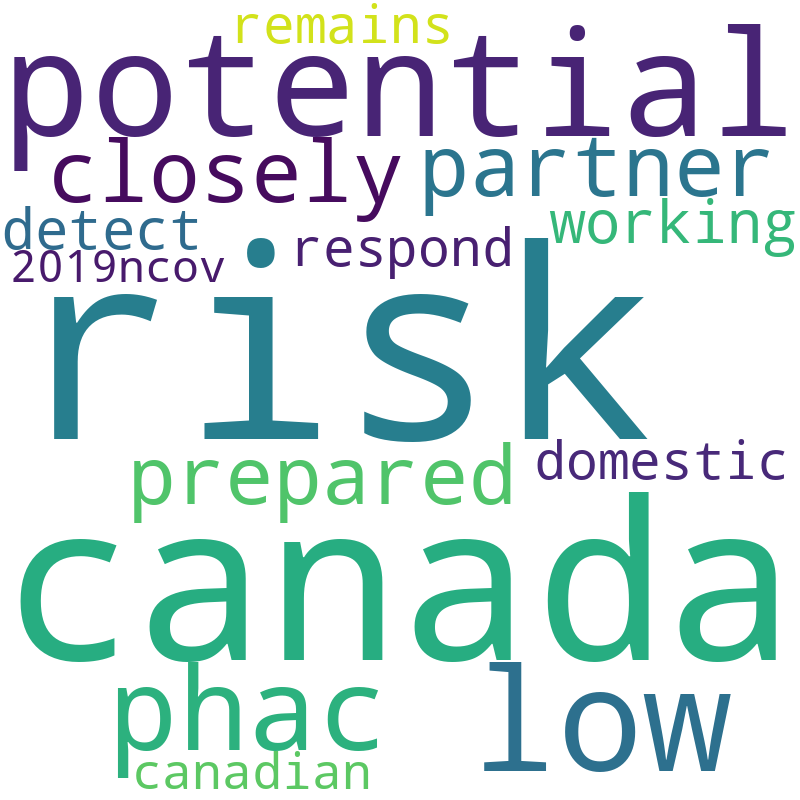 remains
potential
closely partner
detect respond working
2019ncov
risk
prepared domestic
canada
phac low
canadian